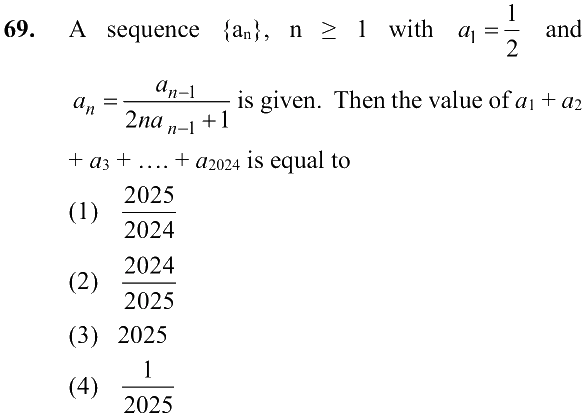 69. A sequence {aₙ}, n ≥ 1 with a₁ = 1/2 and
aₙ = aₙ₋₁/(2naₙ₋₁ + 1) is given. Then the value of a₁ + a₂
+ a₃ + .... + a₂₀₂₄ is equal to
(1) 2025/2024
(2) 2024/2025
(3) 2025
(4) 1/2025